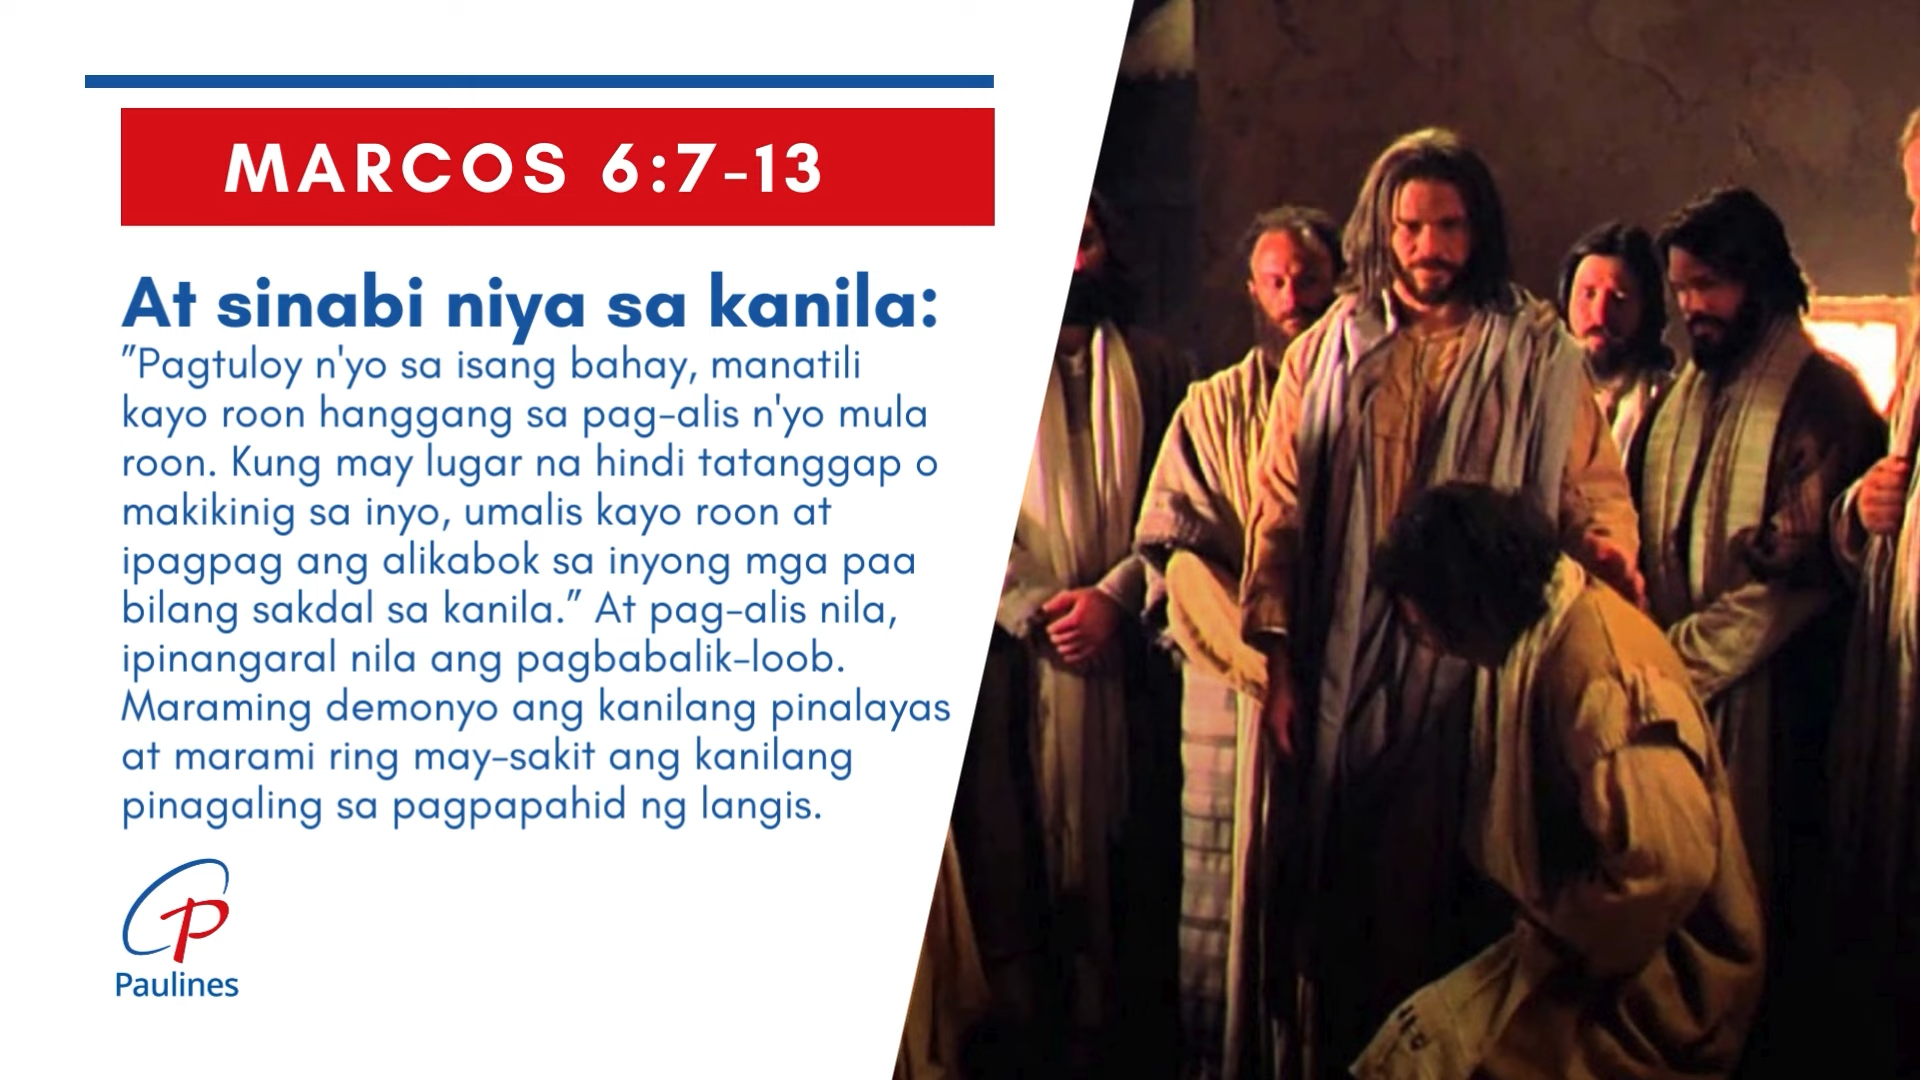 MARCOS 6:7-13
At sinabi niya sa kanila:
"Pagtuloy n'yo sa isang bahay, manatili
kayo roon hanggang sa pag-alis n'yo mula
roon. Kung may lugar na hindi tatanggap o
makikinig sa inyo, umalis kayo roon at
ipagpag ang alikabok sa inyong mga paa
bilang sakdal sa kanila." At pag-alis nila,
ipinangaral nila ang pagbabalik-loob.
Maraming demonyo ang kanilang pinalayas
at marami ring may-sakit ang kanilang
pinagaling sa pagpapahid ng langis.
Paulines